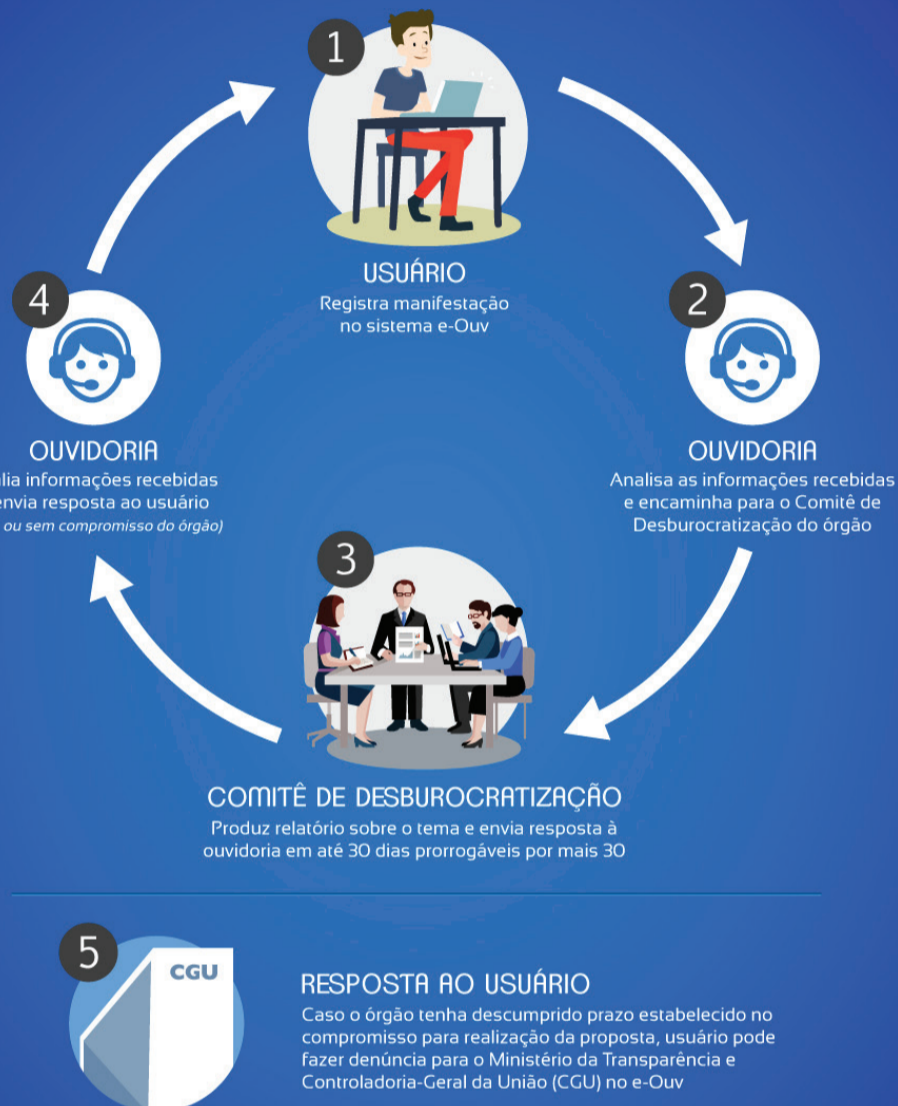 1
USUÁRIO
Registra manifestação
no sistema e-Ouv
2
OUVIDORIA
Analisa as informações recebidas
e encaminha para o Comitê de
Desburocratização do órgão
3
COMITÊ DE DESBUROCRATIZAÇÃO
Produz relatório sobre o tema e envia resposta à
ouvidoria em até 30 dias prorrogáveis por mais 30
4
OUVIDORIA
informações recebidas
envia resposta ao usuário
ou sem compromisso do órgão)
5
CGU
RESPOSTA AO USUÁRIO
Caso o órgão tenha descumprido prazo estabelecido no
compromisso para realização da proposta, usuário pode
fazer denúncia para o Ministério da Transparência e
Controladoria-Geral da União (CGU) no e-Ouv